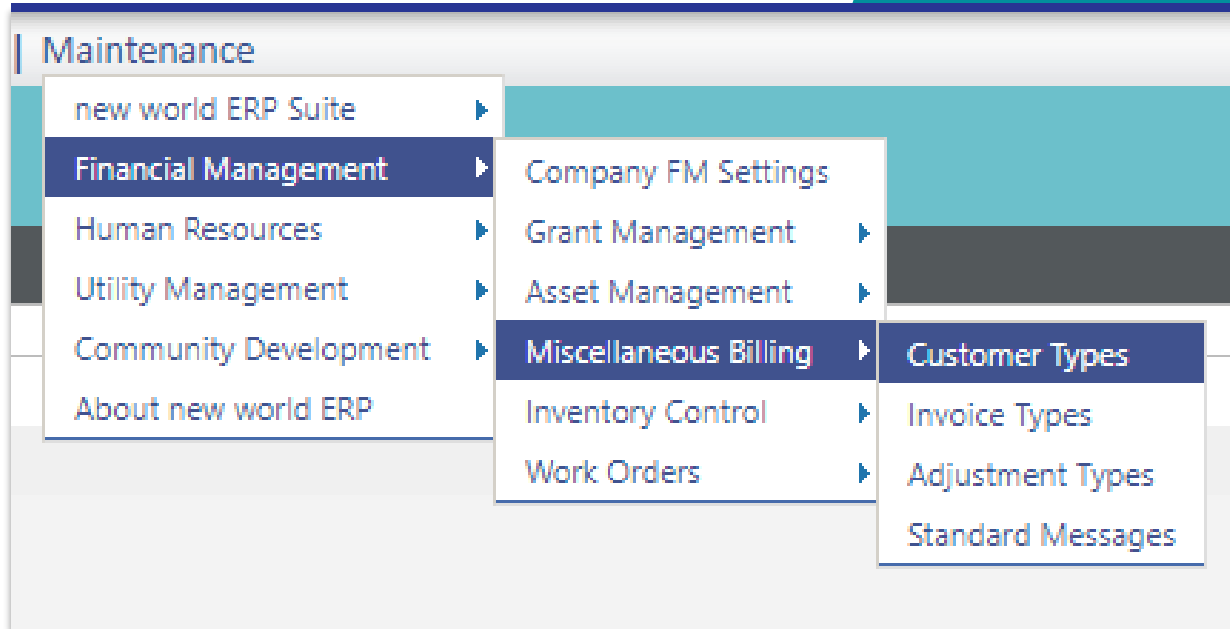 Maintenance
new world ERP Suite
Financial Management
Human Resources
Utility Management
Community Development
About new world ERP
Company FM Settings
Grant Management
Asset Management
Miscellaneous Billing
Inventory Control
Work Orders
Customer Types
Invoice Types
Adjustment Types
Standard Messages